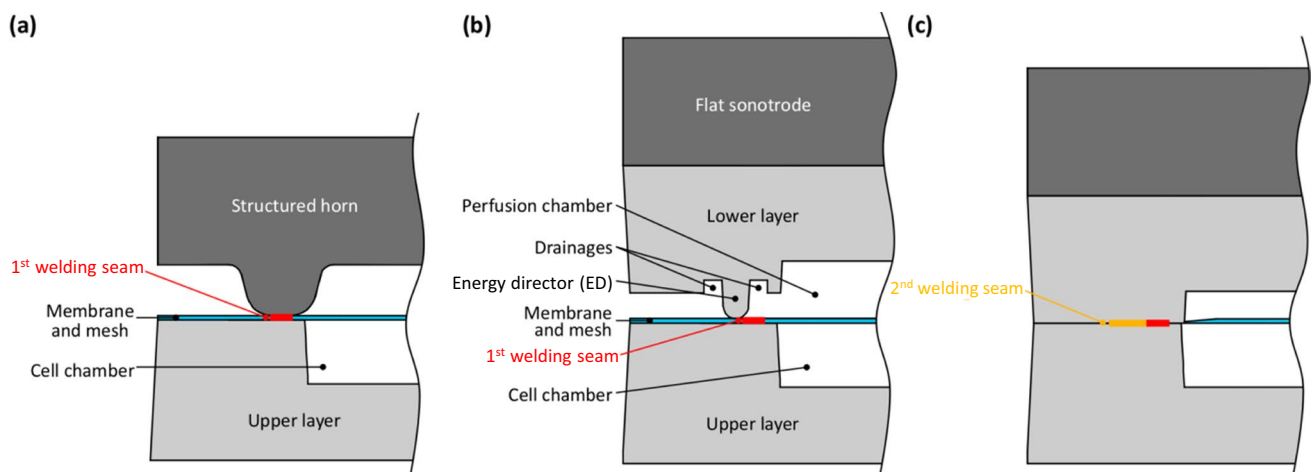 (a)
Structured horn
1st welding seam
Membrane
and mesh
Cell chamber
Upper layer
(b)
Flat sonotrode
Perfusion chamber
Lower layer
Drainages
Energy director (ED)
Membrane
and mesh
1st welding seam
Cell chamber
Upper layer
(c)
2nd welding seam